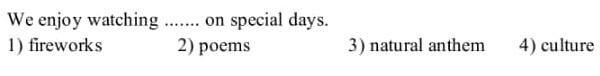 We enjoy watching ....... on special days.
1) fireworks 2) poems 3) natural anthem 4) culture